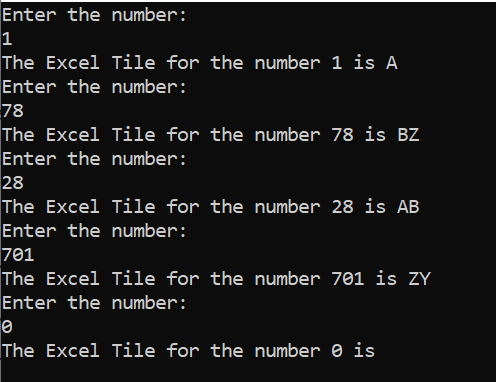 Enter the number:
1
The Excel Tile for the number 1 is A
Enter the number:
78
The Excel Tile for the number 78 is BZ
Enter the number:
28
The Excel Tile for the number 28 is AB
Enter the number:
701
The Excel Tile for the number 701 is ZY
Enter the number:
0
The Excel Tile for the number 0 is